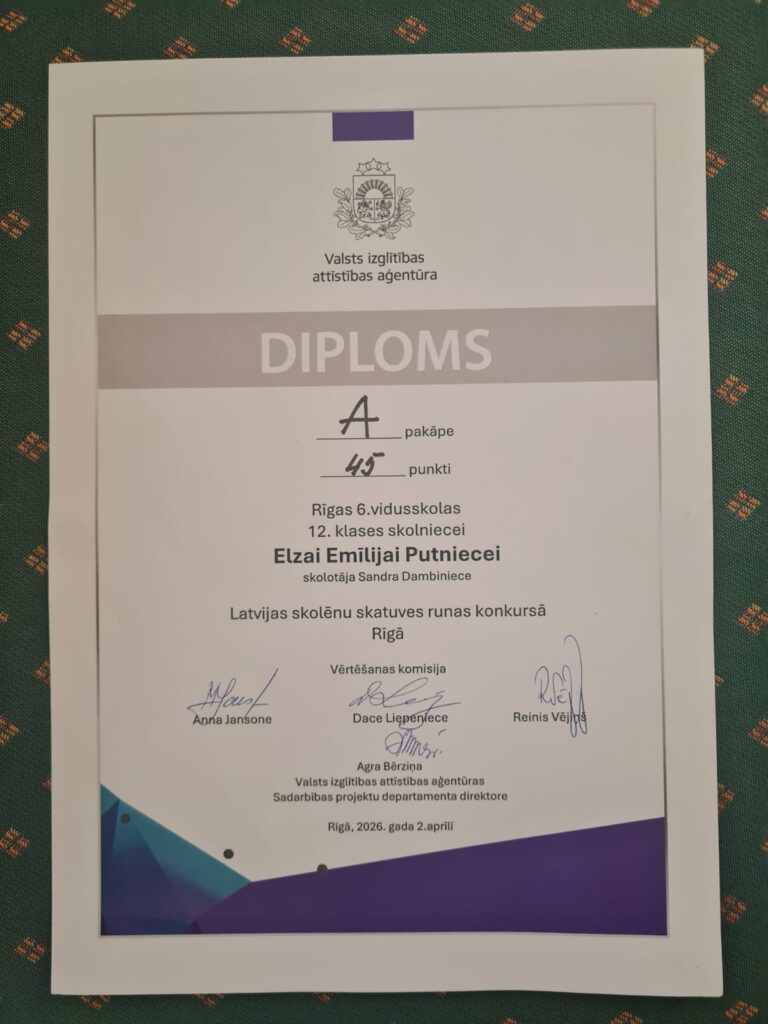 Valsts izglītības
attīstības aģentūra
DIPLOMS
A pakāpe
45 punkti
Rīgas 6.vidusskolas
12. klases skolniecei
Elzai Emīlijai Putniecei
skolotāja Sandra Dambiniece
Latvijas skolēnu skatuves runas konkursā
Rīgā
Vērtēšanas komisija
Anna Jansone Dace Liepeniece Reinis Vējiņš
Agra Bērziņa
Valsts izglītības attīstības aģentūras
Sadarbības projektu departamenta direktore
Rīgā, 2026. gada 2.aprīlī